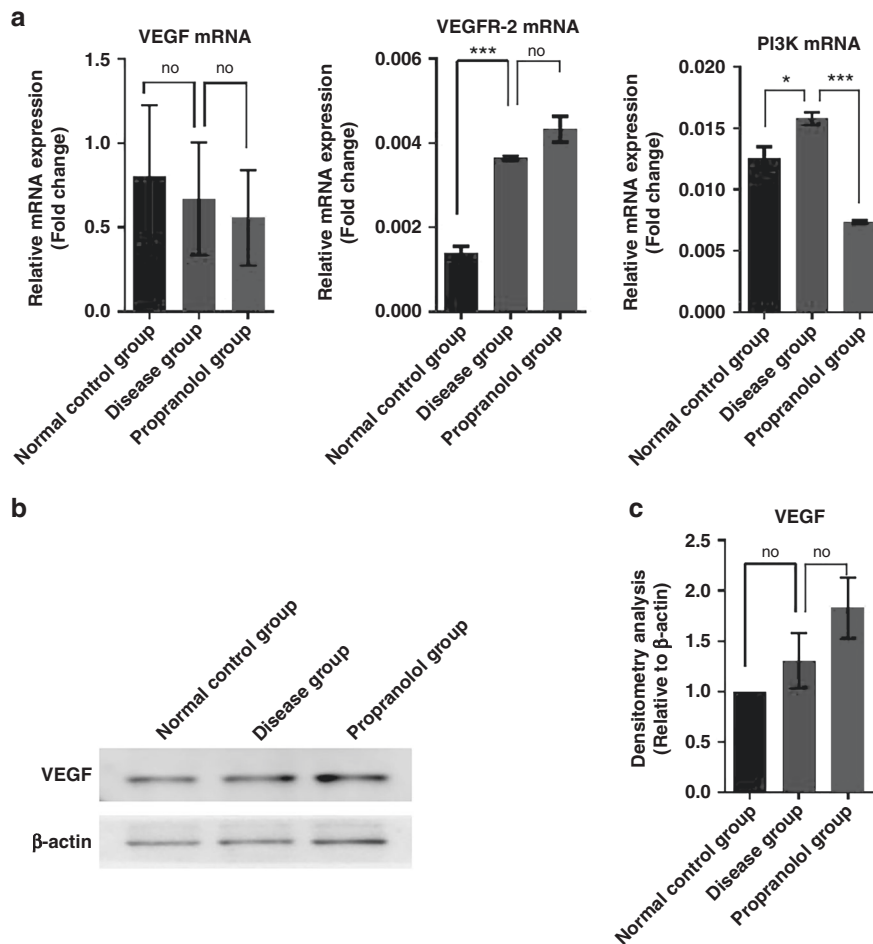 a
VEGF mRNA
Relative mRNA expression
(Fold change)
1.5
1.0
0.5
0.0
no
no
Normal control group
Disease group
Propranolol group
VEGFR-2 mRNA
Relative mRNA expression
(Fold change)
0.006
0.004
0.002
0.000
***
no
Normal control group
Disease group
Propranolol group
PI3K mRNA
Relative mRNA expression
(Fold change)
0.020
0.015
0.010
0.005
0.000
*
***
Normal control group
Disease group
Propranolol group
b
Normal control group
Disease group
Propranolol group
VEGF
β-actin
c
VEGF
Densitometry analysis
(Relative to β-actin)
2.5
2.0
1.5
1.0
0.5
0.0
no
no
Normal control group
Disease group
Propranolol group